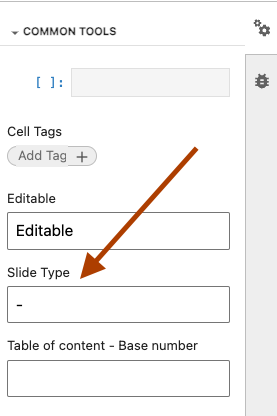 COMMON TOOLS
[ ]:
Cell Tags
Add Tag +
Editable
Editable
Slide Type
-
Table of content - Base number